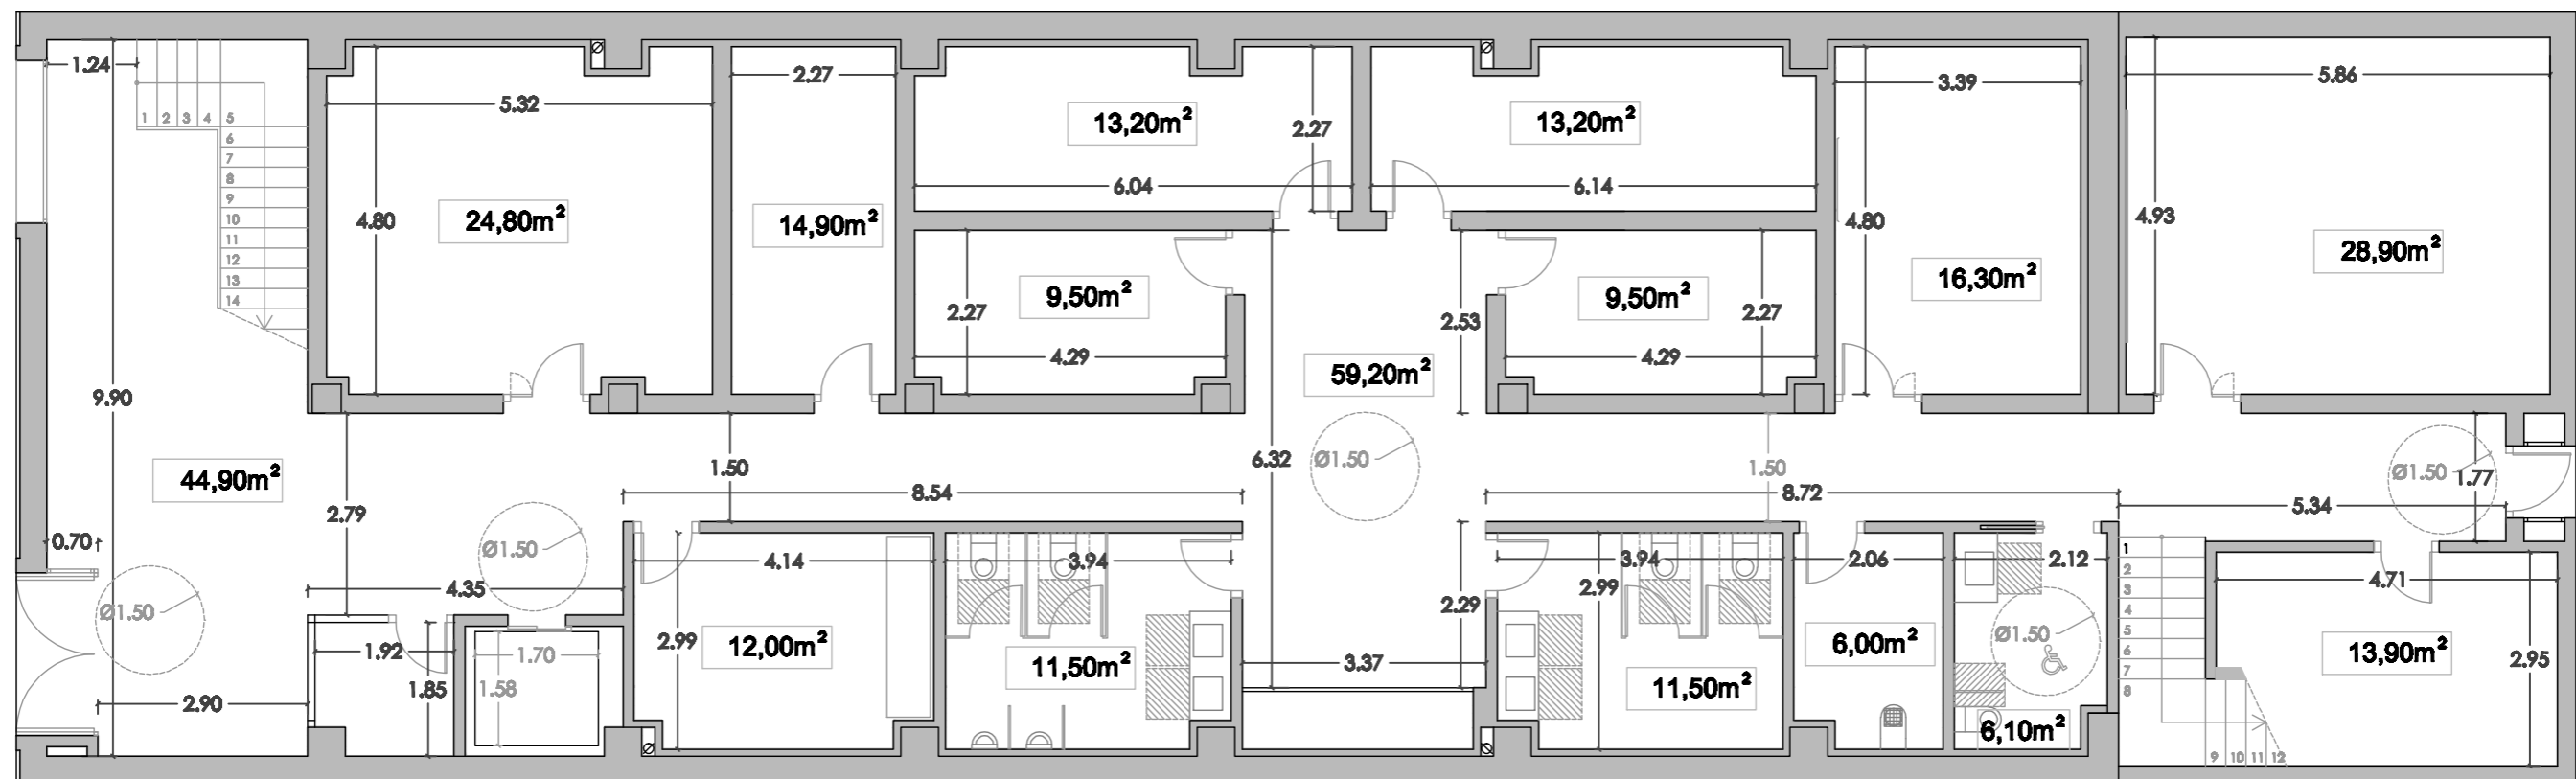 1.24
1 2 3 4 5
6
7
8
9
10
11
12
13
14
9.90
44,90m²
0.70
Ø1.50
2.90
5.32
4.80
24,80m²
2.27
14,90m²
13,20m²
2.27
6.04
13,20m²
6.14
9,50m²
2.27
4.29
2.53
9,50m²
2.27
4.29
59,20m²
3.39
4.80
16,30m²
5.86
4.93
28,90m²
2.79
1.50
6.32
Ø1.50
1.50
8.54
8.72
Ø1.50
1.77
5.34
Ø1.50
4.35
1.92
1.85
1.70
1.58
4.14
2.99
12,00m²
3.94
11,50m²
3.37
2.29
3.94
2.99
11,50m²
2.06
6,00m²
2.12
Ø1.50
6,10m²
1
2
3
4
5
6
7
8
9 10 11 12
4.71
13,90m²
2.95